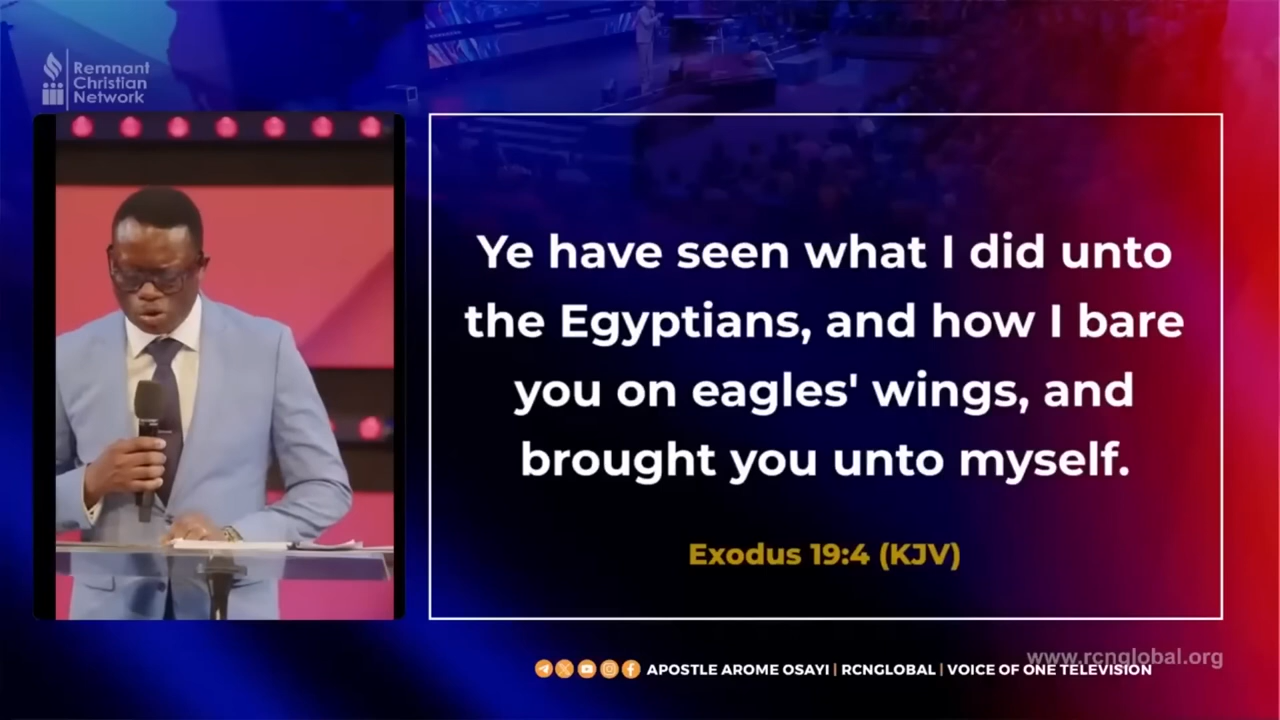 Remnant
Christian
Network
Ye have seen what I did unto
the Egyptians, and how I bare
you on eagles' wings, and
brought you unto myself.
Exodus 19:4 (KJV)
www.rcnglobal.org
APOSTLE AROME OSAYI | RCNGLOBAL | VOICE OF ONE TELEVISION